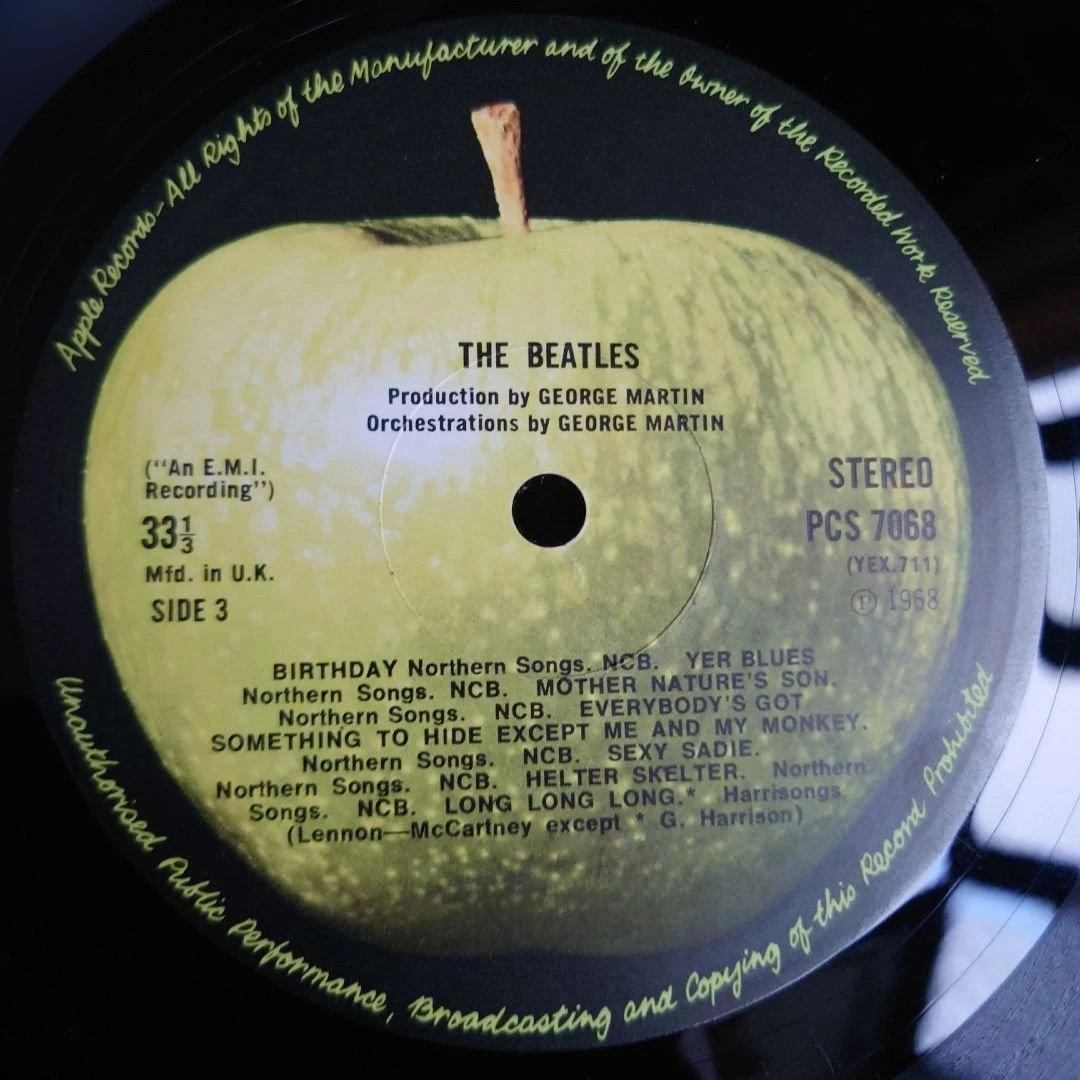 Apple Records-All Rights of the Manufacturer and of the Owner of the Recorded Work Reserved
THE BEATLES
Production by GEORGE MARTIN
Orchestrations by GEORGE MARTIN
("An E.M.I.
Recording")
33⅓
Mfd. in U.K.
SIDE 3
STEREO
PCS 7068
(YEX.711)
℗ 1968
BIRTHDAY Northern Songs. NCB. YER BLUES
Northern Songs. NCB. MOTHER NATURE'S SON.
Northern Songs. NCB. EVERYBODY'S GOT
SOMETHING TO HIDE EXCEPT ME AND MY MONKEY.
Northern Songs. NCB. SEXY SADIE.
Northern Songs. NCB. HELTER SKELTER. Northern
Songs. NCB. LONG LONG LONG.* Harrisongs
(Lennon—McCartney except * G. Harrison)
Unauthorised Public Performance, Broadcasting and Copying of this Record Prohibited